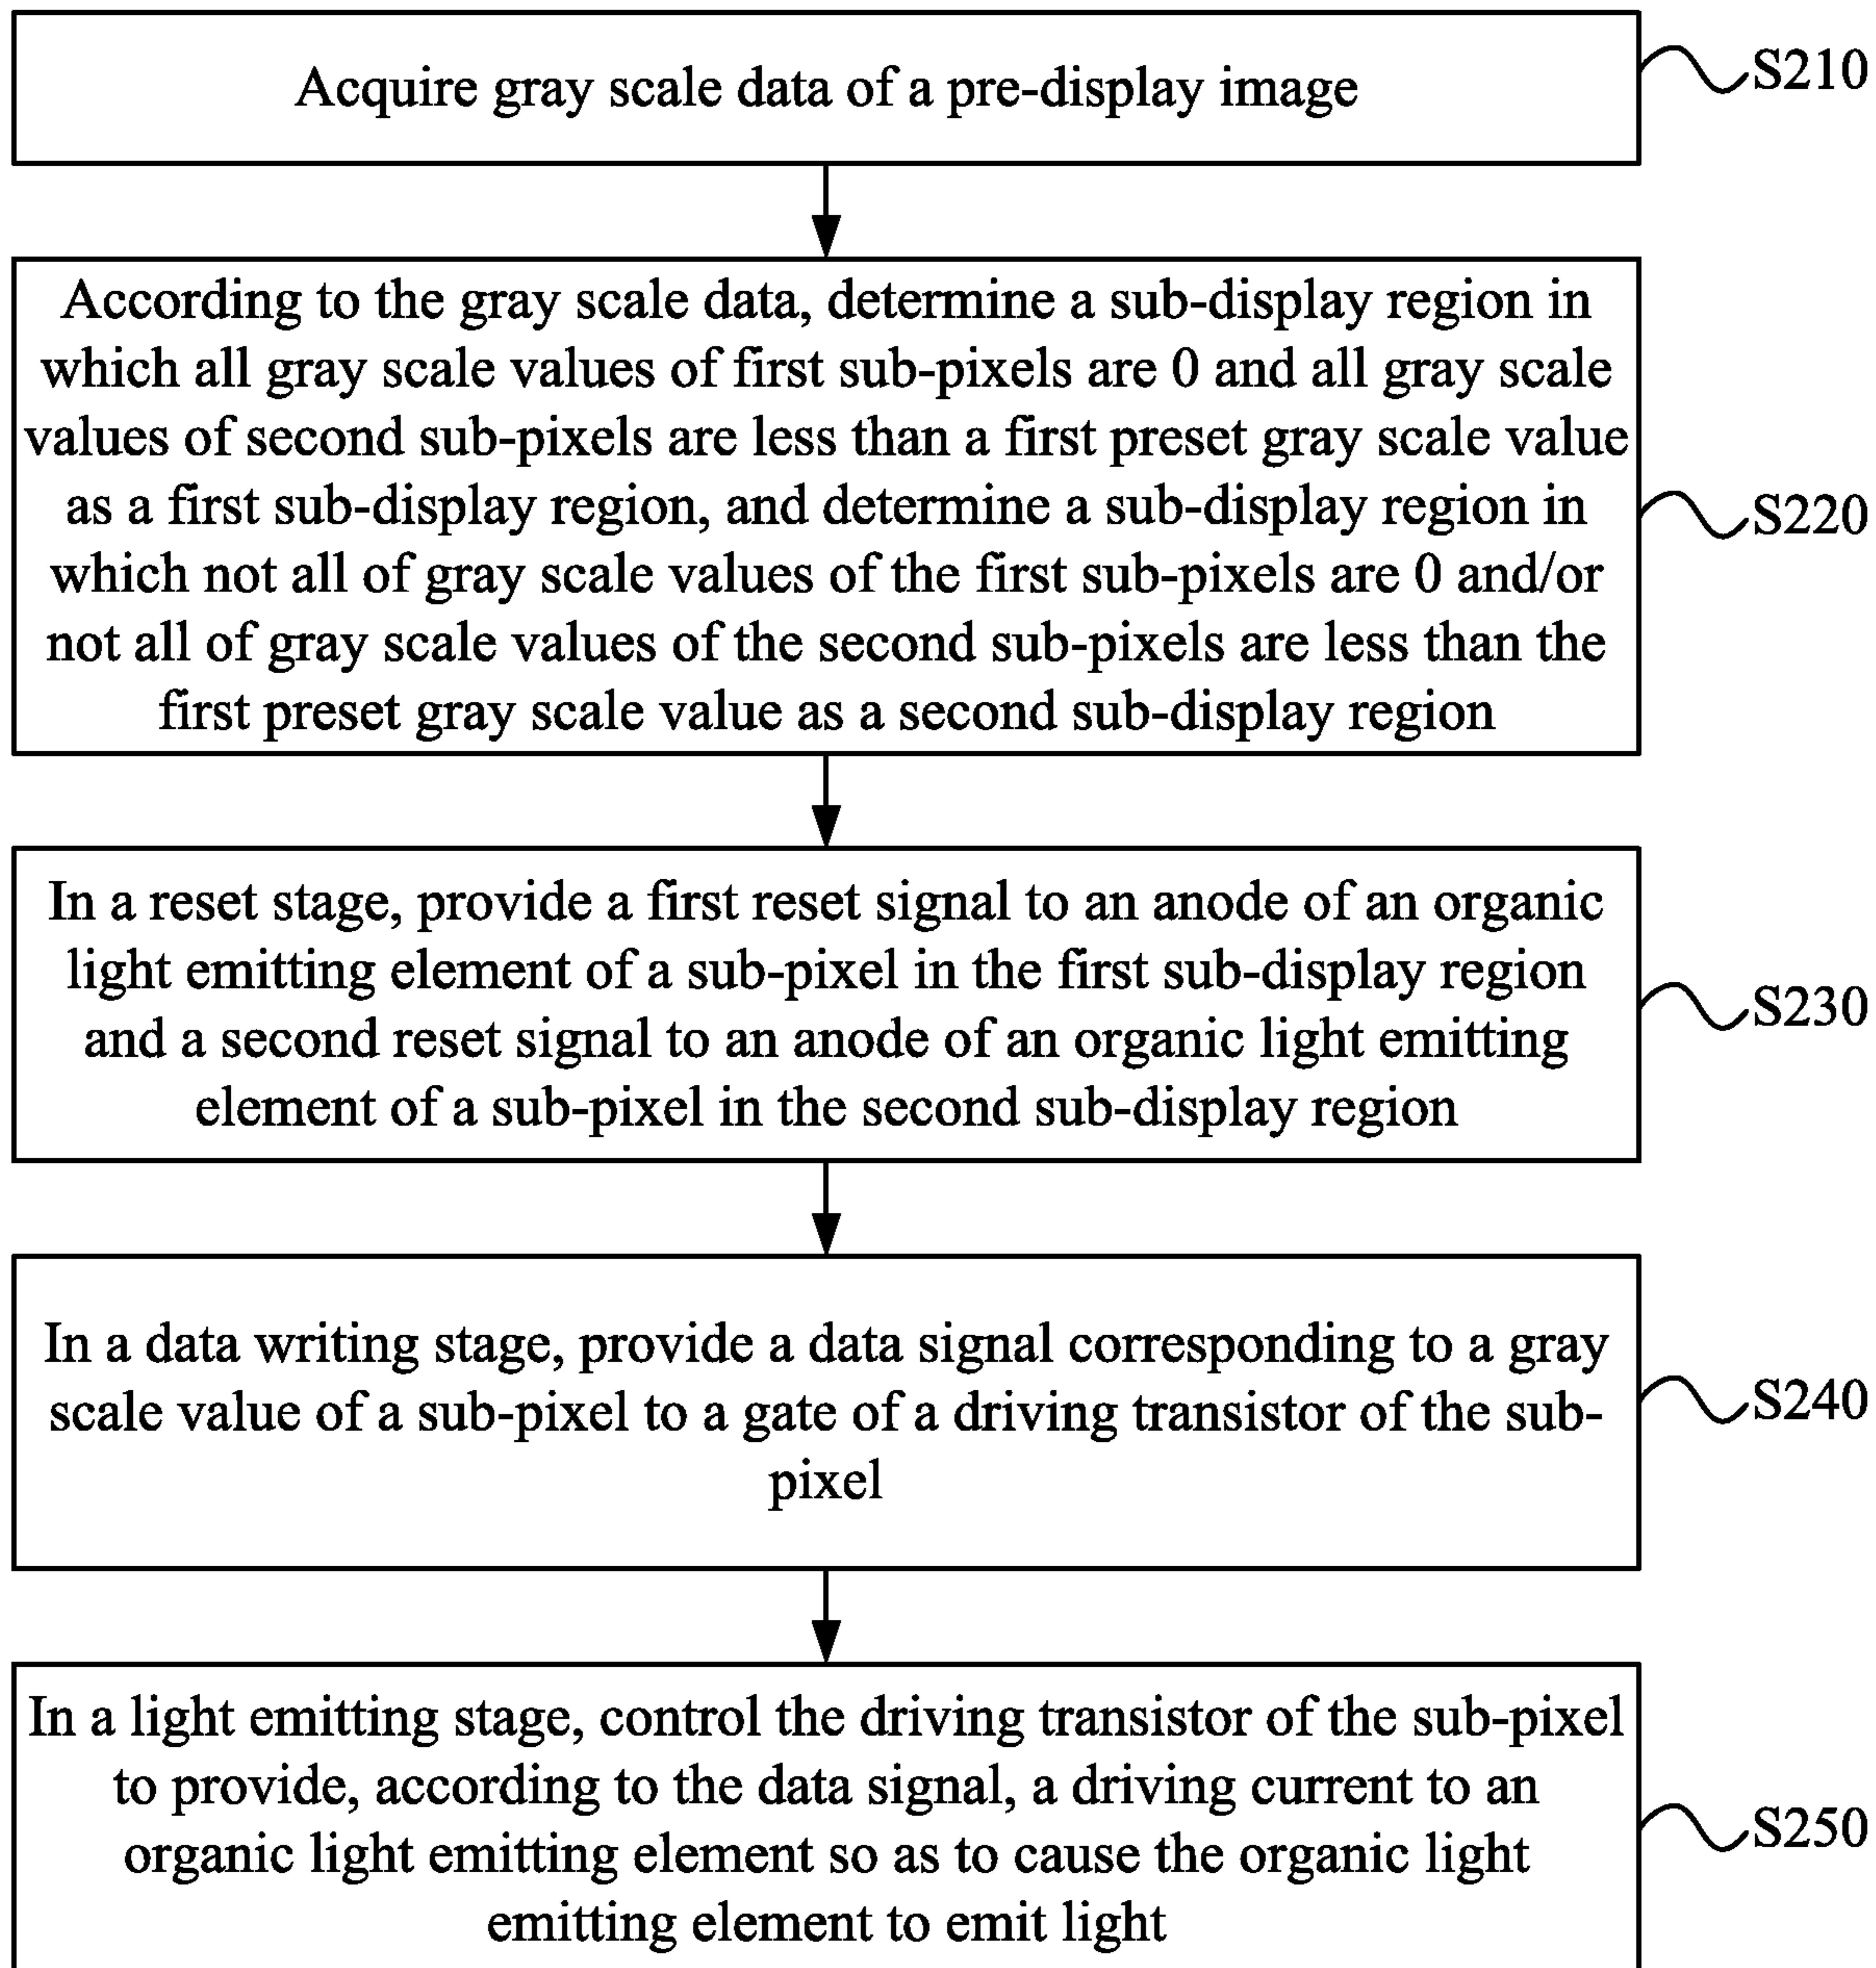 Acquire gray scale data of a pre-display image
S210
According to the gray scale data, determine a sub-display region in
which all gray scale values of first sub-pixels are 0 and all gray scale
values of second sub-pixels are less than a first preset gray scale value
as a first sub-display region, and determine a sub-display region in
which not all of gray scale values of the first sub-pixels are 0 and/or
not all of gray scale values of the second sub-pixels are less than the
first preset gray scale value as a second sub-display region
S220
In a reset stage, provide a first reset signal to an anode of an organic
light emitting element of a sub-pixel in the first sub-display region
and a second reset signal to an anode of an organic light emitting
element of a sub-pixel in the second sub-display region
S230
In a data writing stage, provide a data signal corresponding to a gray
scale value of a sub-pixel to a gate of a driving transistor of the sub-
pixel
S240
In a light emitting stage, control the driving transistor of the sub-pixel
to provide, according to the data signal, a driving current to an
organic light emitting element so as to cause the organic light
emitting element to emit light
S250